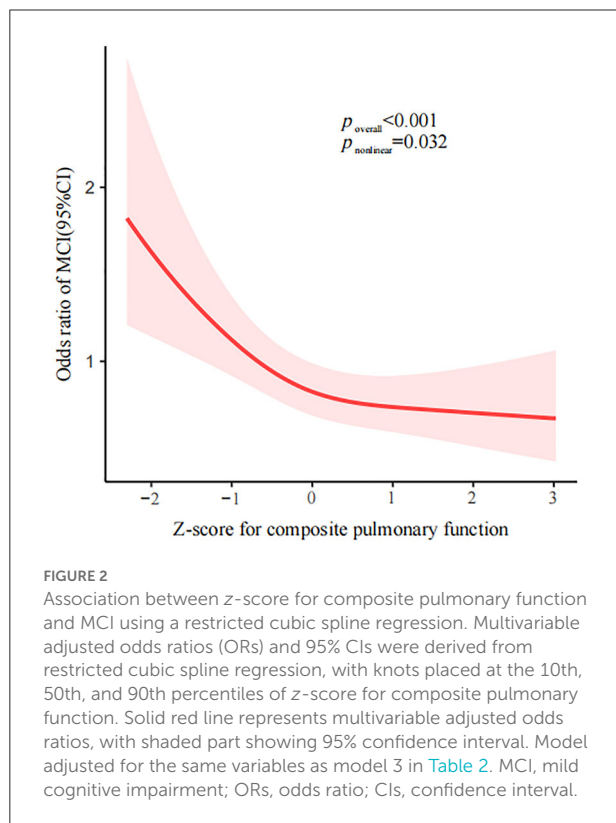 p overall<0.001
p nonlinear=0.032
Odds ratio of MCI(95%CI)
2
1
−2 −1 0 1 2 3
Z-score for composite pulmonary function
FIGURE 2
Association between z-score for composite pulmonary function
and MCI using a restricted cubic spline regression. Multivariable
adjusted odds ratios (ORs) and 95% CIs were derived from
restricted cubic spline regression, with knots placed at the 10th,
50th, and 90th percentiles of z-score for composite pulmonary
function. Solid red line represents multivariable adjusted odds
ratios, with shaded part showing 95% confidence interval. Model
adjusted for the same variables as model 3 in Table 2. MCI, mild
cognitive impairment; ORs, odds ratio; CIs, confidence interval.